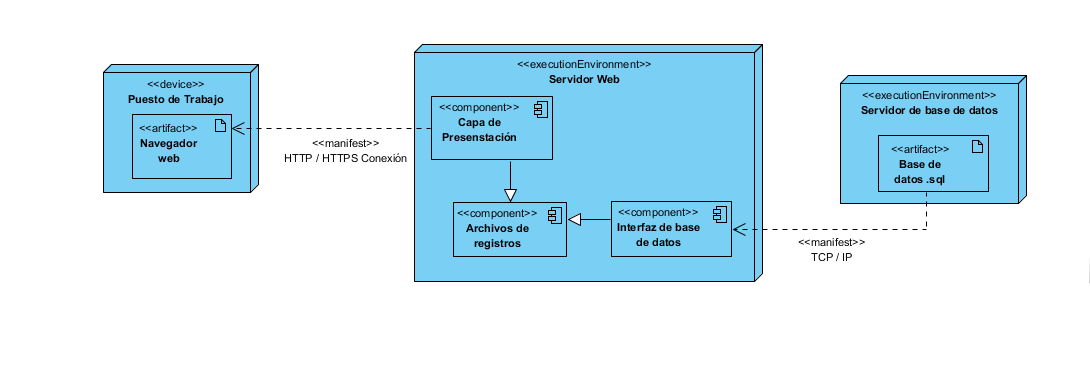 <<device>>
Puesto de Trabajo
<<artifact>>
Navegador
web
<<manifest>>
HTTP / HTTPS Conexión
<<executionEnvironment>>
Servidor Web
<<component>>
Capa de
Presenstación
<<component>>
Archivos de
registros
<<component>>
Interfaz de base
de datos
<<manifest>>
TCP / IP
<<executionEnvironment>>
Servidor de base de datos
<<artifact>>
Base de
datos .sql